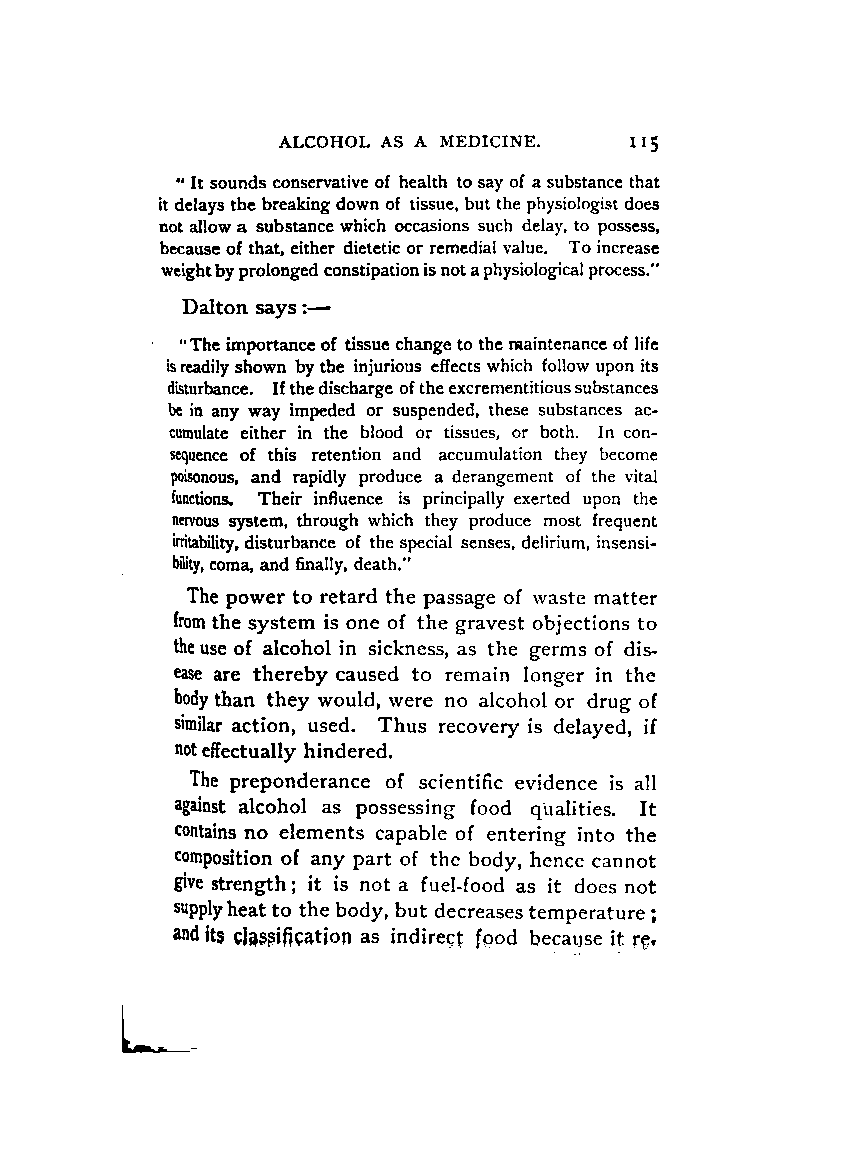 ALCOHOL AS A MEDICINE. 115
" It sounds conservative of health to say of a substance that
it delays the breaking down of tissue, but the physiologist does
not allow a substance which occasions such delay, to possess,
because of that, either dietetic or remedial value. To increase
weight by prolonged constipation is not a physiological process."
Dalton says :—
"The importance of tissue change to the maintenance of life
is readily shown by the injurious effects which follow upon its
disturbance. If the discharge of the excrementitious substances
be in any way impeded or suspended, these substances ac-
cumulate either in the blood or tissues, or both. In con-
sequence of this retention and accumulation they become
poisonous, and rapidly produce a derangement of the vital
functions. Their influence is principally exerted upon the
nervous system, through which they produce most frequent
irritability, disturbance of the special senses, delirium, insensi-
bility, coma, and finally, death."
The power to retard the passage of waste matter
from the system is one of the gravest objections to
the use of alcohol in sickness, as the germs of dis-
ease are thereby caused to remain longer in the
body than they would, were no alcohol or drug of
similar action, used. Thus recovery is delayed, if
not effectually hindered.
The preponderance of scientific evidence is all
against alcohol as possessing food qualities. It
contains no elements capable of entering into the
composition of any part of the body, hence cannot
give strength ; it is not a fuel-food as it does not
supply heat to the body, but decreases temperature ;
and its classification as indirect food because it re-